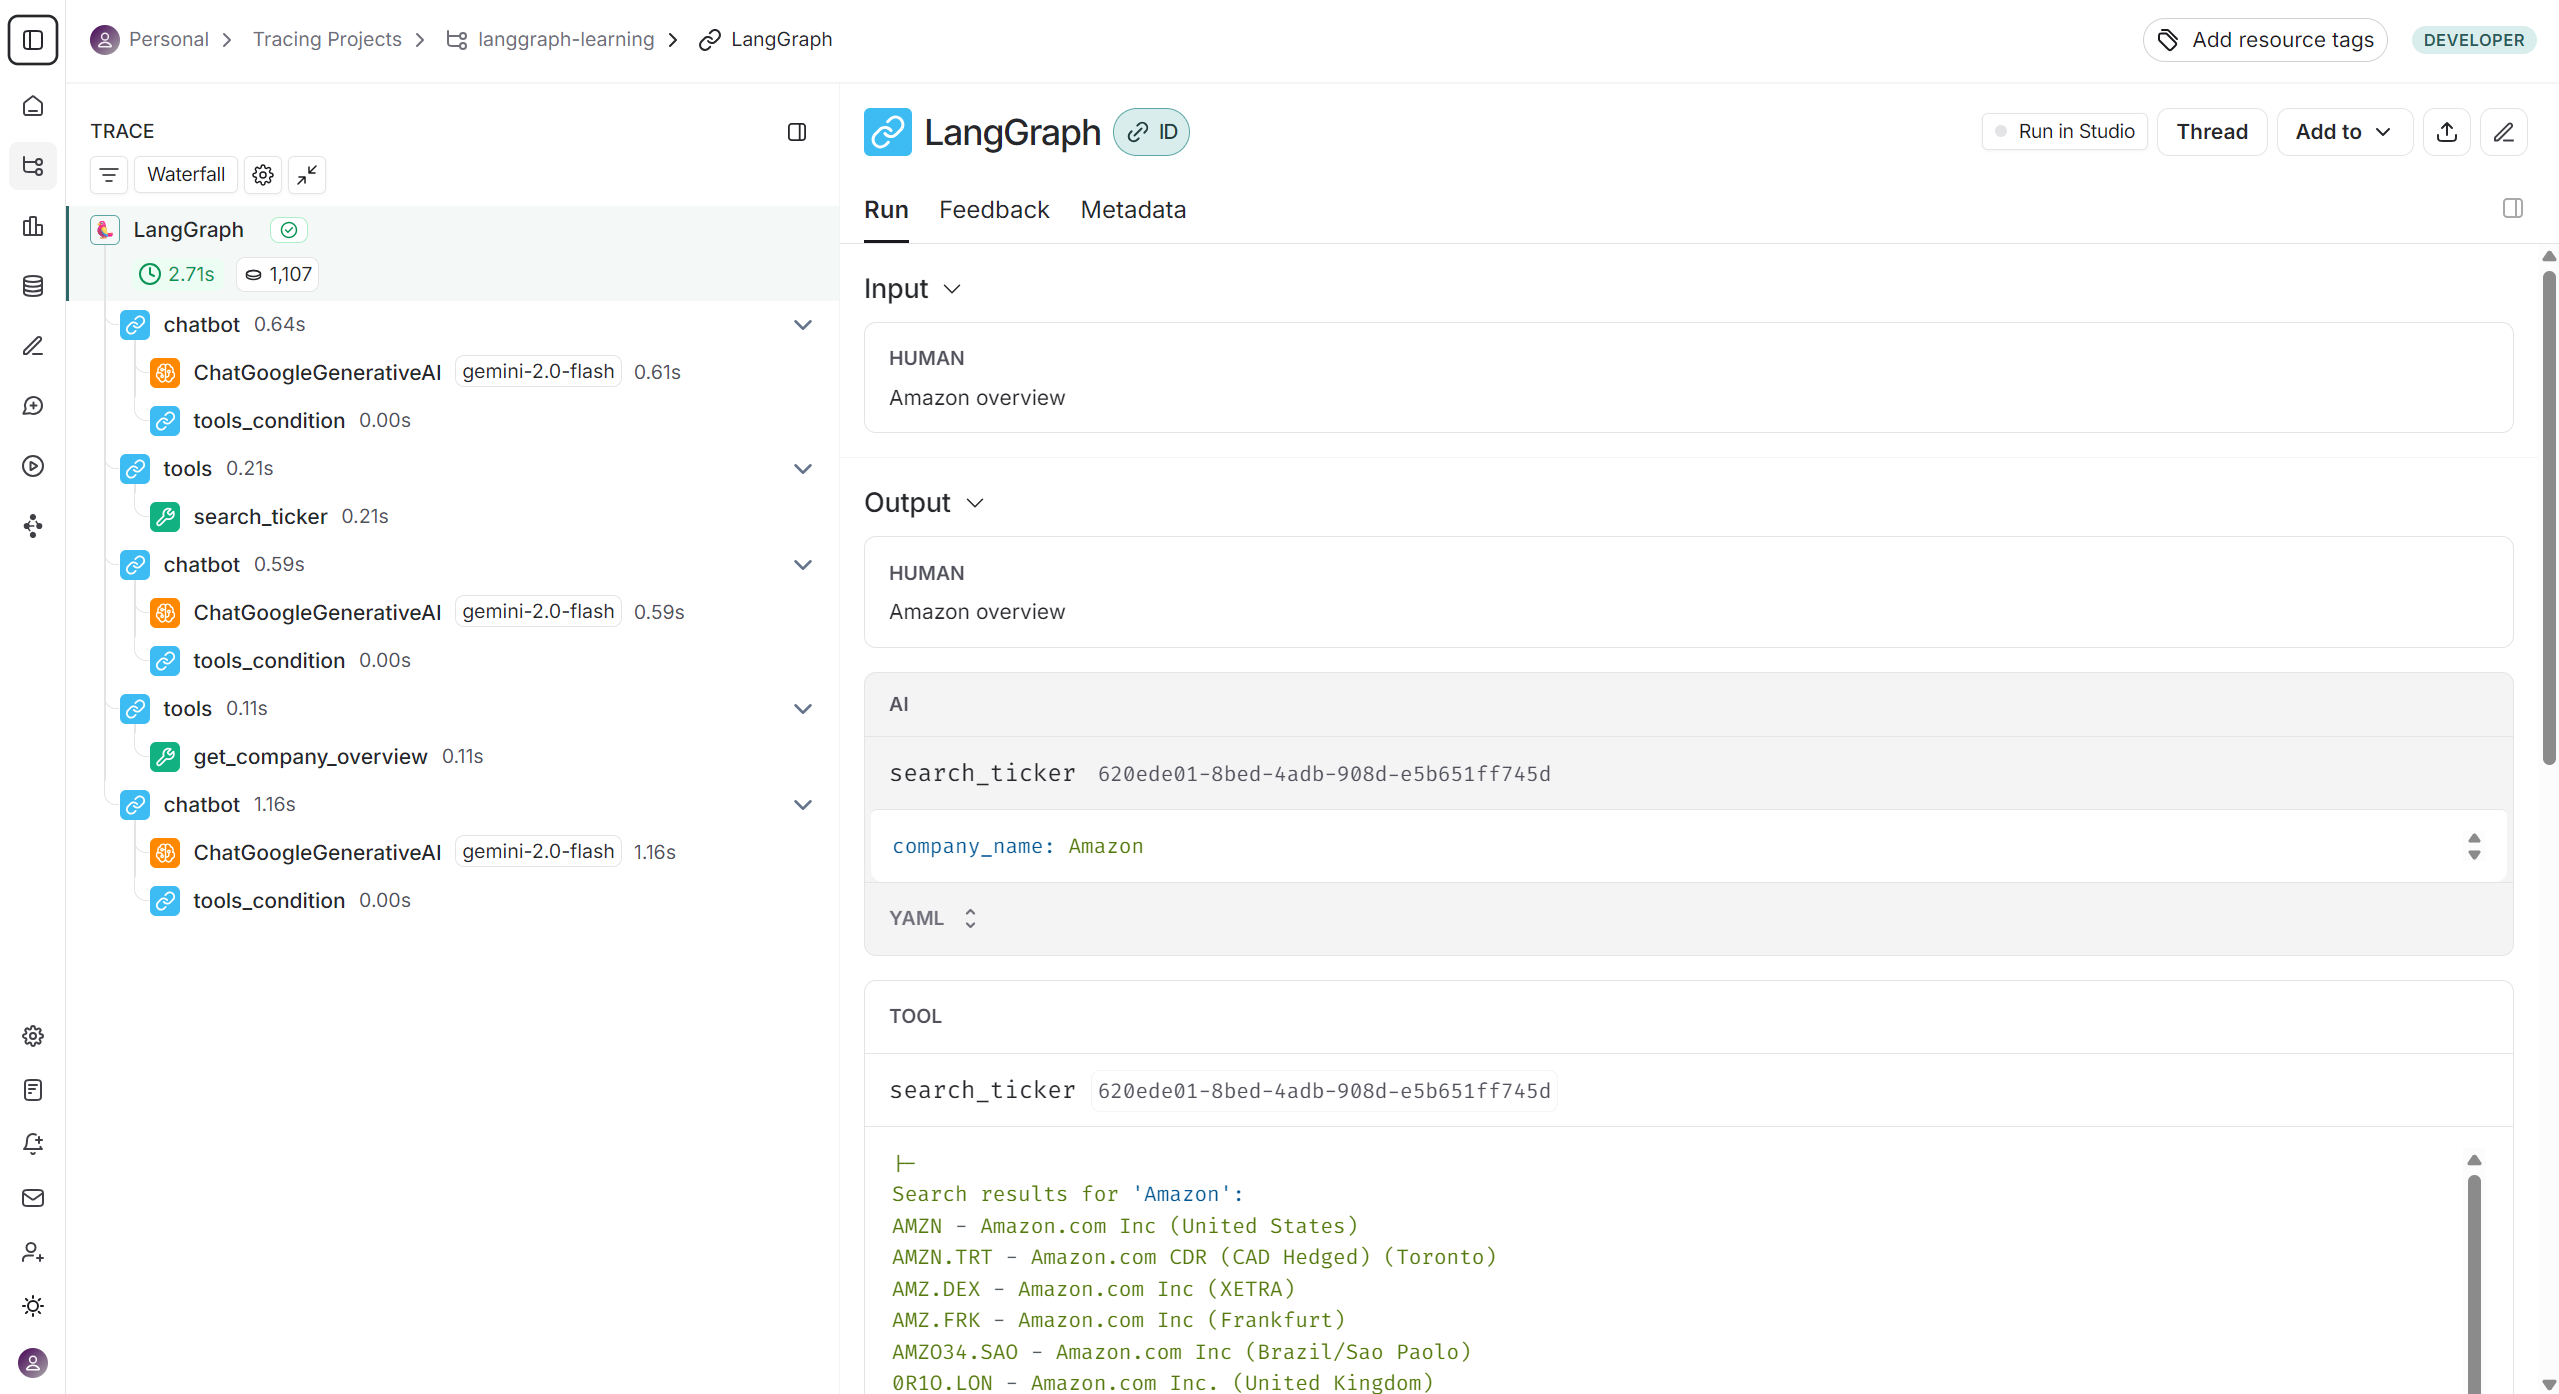 Personal > Tracing Projects > langgraph-learning > LangGraph
Add resource tags
DEVELOPER
TRACE
Waterfall
LangGraph
2.71s 1,107
chatbot 0.64s
ChatGoogleGenerativeAI gemini-2.0-flash 0.61s
tools_condition 0.00s
tools 0.21s
search_ticker 0.21s
chatbot 0.59s
ChatGoogleGenerativeAI gemini-2.0-flash 0.59s
tools_condition 0.00s
tools 0.11s
get_company_overview 0.11s
chatbot 1.16s
ChatGoogleGenerativeAI gemini-2.0-flash 1.16s
tools_condition 0.00s
LangGraph ID
Run in Studio
Thread
Add to
Run Feedback Metadata
Input
HUMAN
Amazon overview
Output
HUMAN
Amazon overview
AI
search_ticker 620ede01-8bed-4adb-908d-e5b651ff745d
company_name: Amazon
YAML
TOOL
search_ticker 620ede01-8bed-4adb-908d-e5b651ff745d
|-
Search results for 'Amazon':
AMZN - Amazon.com Inc (United States)
AMZN.TRT - Amazon.com CDR (CAD Hedged) (Toronto)
AMZ.DEX - Amazon.com Inc (XETRA)
AMZ.FRK - Amazon.com Inc (Frankfurt)
AMZO34.SAO - Amazon.com Inc (Brazil/Sao Paolo)
0R1O.LON - Amazon.com Inc. (United Kingdom)